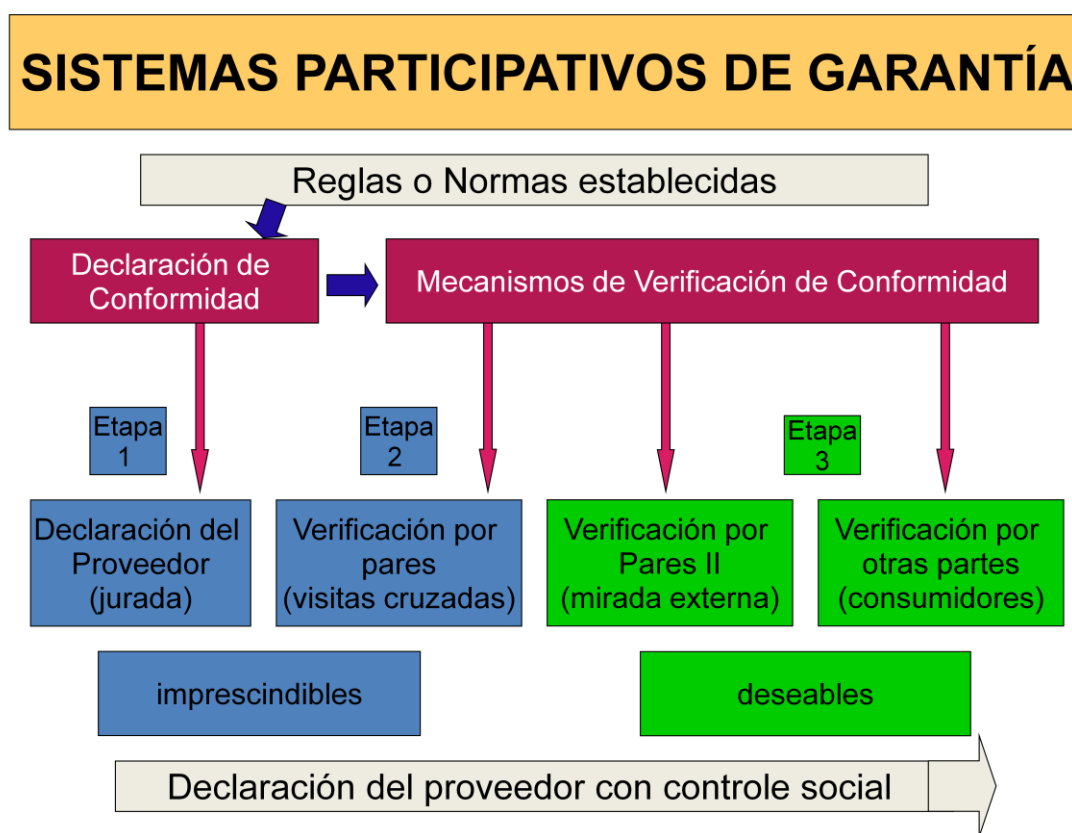 SISTEMAS PARTICIPATIVOS DE GARANTÍA
Reglas o Normas establecidas
Declaración de
Conformidad
Mecanismos de Verificación de Conformidad
Etapa
1
Etapa
2
Etapa
3
Declaración del
Proveedor
(jurada)
Verificación por
pares
(visitas cruzadas)
Verificación por
Pares II
(mirada externa)
Verificación por
otras partes
(consumidores)
imprescindibles
deseables
Declaración del proveedor con controle social